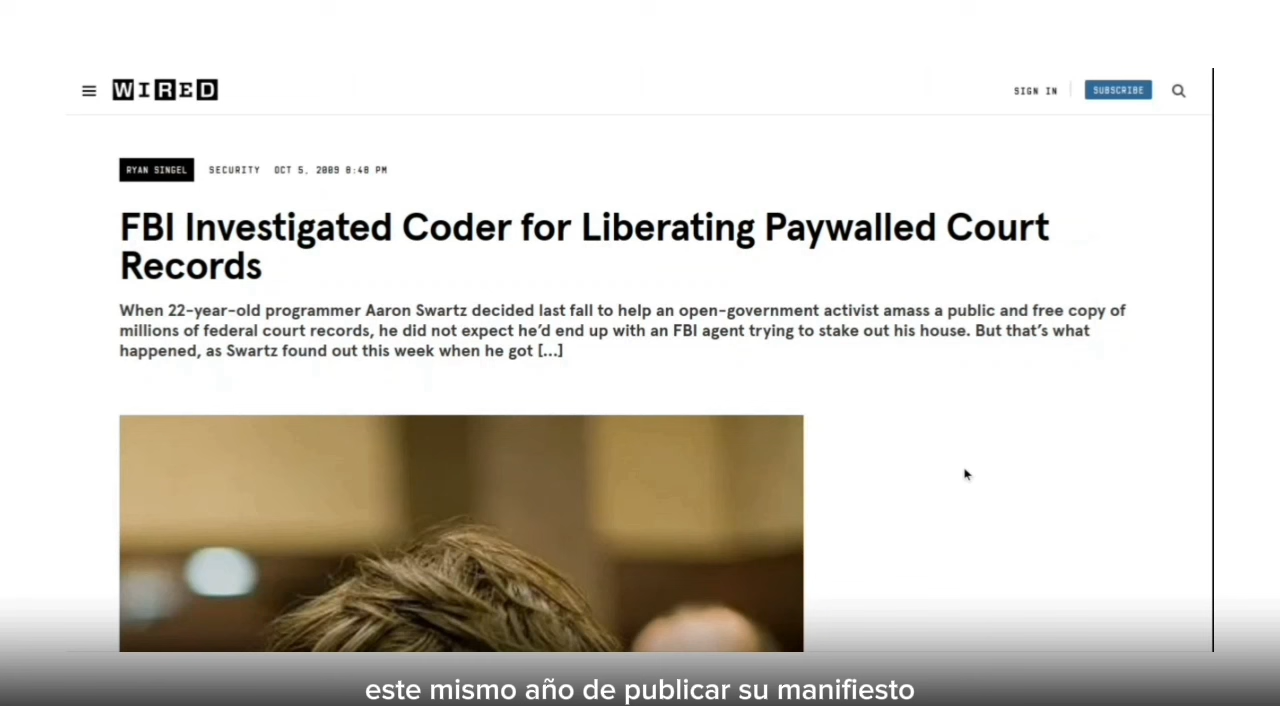 WIRED
SIGN IN
SUBSCRIBE
RYAN SINGEL SECURITY OCT 5, 2009 8:48 PM
FBI Investigated Coder for Liberating Paywalled Court
Records
When 22-year-old programmer Aaron Swartz decided last fall to help an open-government activist amass a public and free copy of
millions of federal court records, he did not expect he’d end up with an FBI agent trying to stake out his house. But that’s what
happened, as Swartz found out this week when he got [...]
este mismo año de publicar su manifiesto